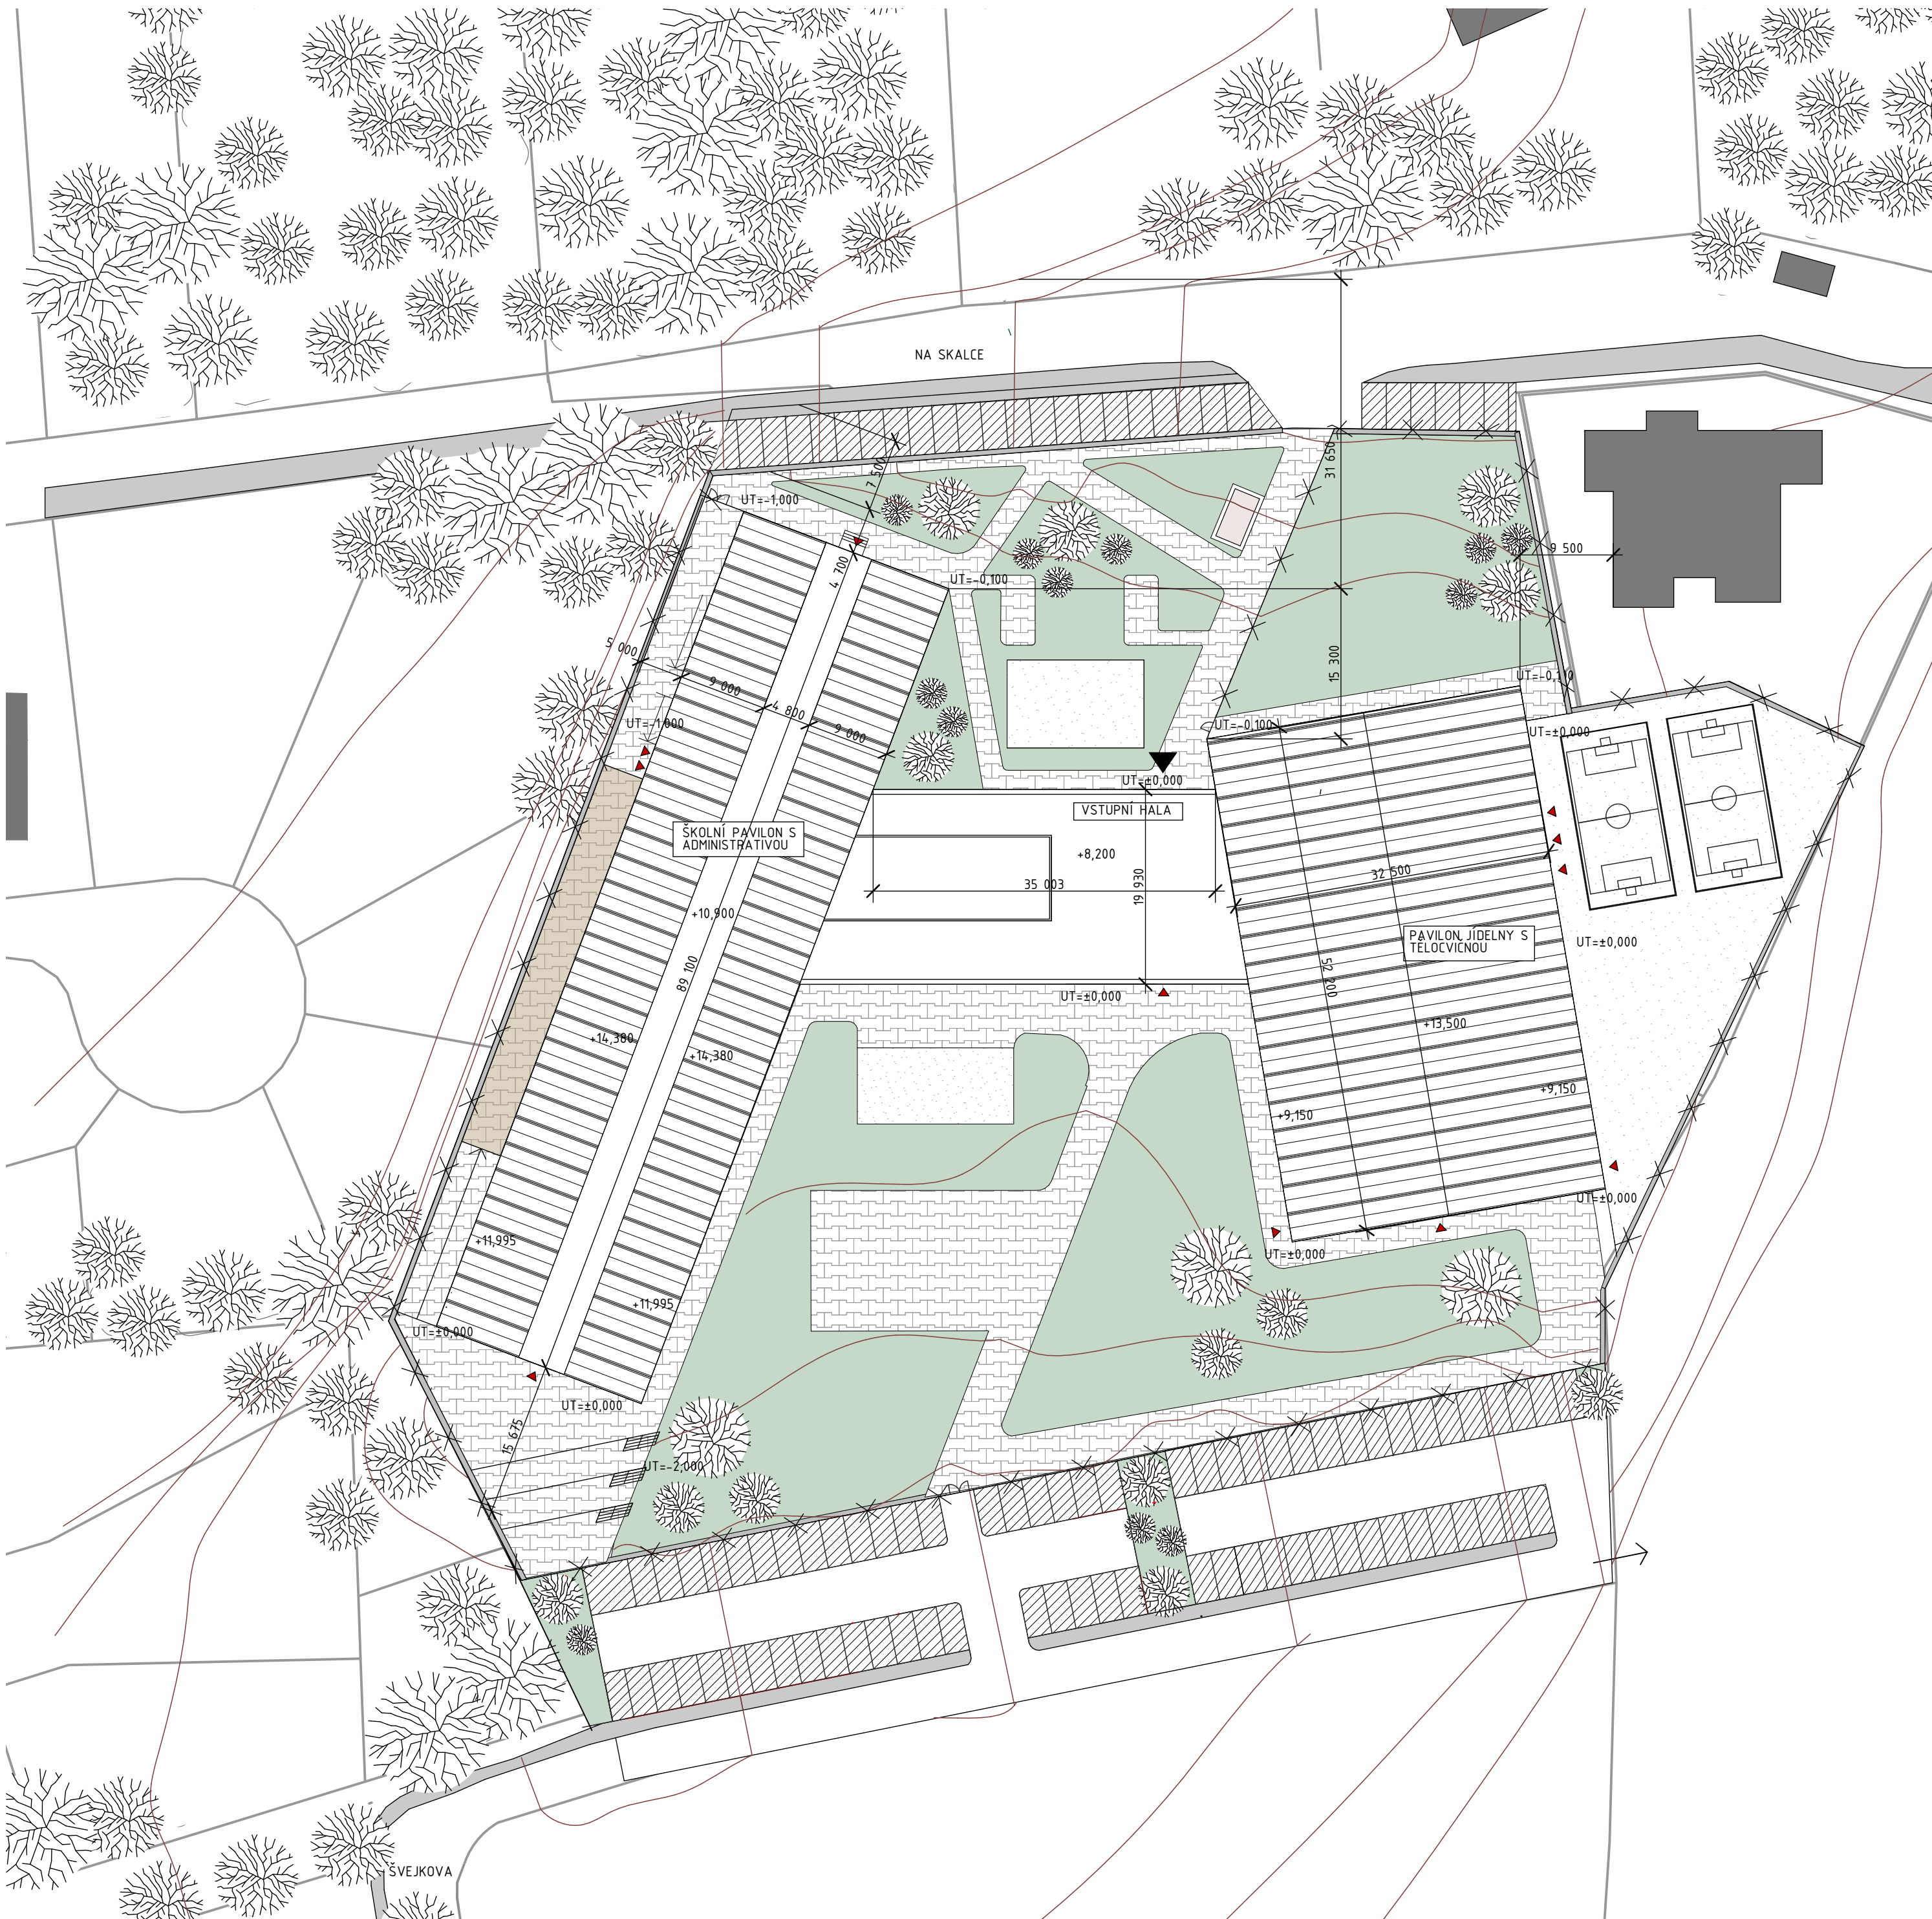 NA SKALCE
31 650
7 500
UT=-1,000
9 500
4 700
UT=-0,100
5 000
15 300
9 000
4 800
9 000
UT=-1,000
UT=-0,100
UT=±0,000
UT=±0,000
VSTUPNÍ HALA
ŠKOLNÍ PAVILON S
ADMINISTRATIVOU
+8,200
35 003
19 930
32 500
+10,900
PAVILON JÍDELNY S
TĚLOCVIČNOU
UT=±0,000
89 100
52 200
UT=±0,000
+13,500
+14,380
+14,380
+9,150
+9,150
UT=±0,000
+11,995
UT=±0,000
+11,995
UT=±0,000
UT=±0,000
15 675
UT=-2,000
ŠVEJKOVA